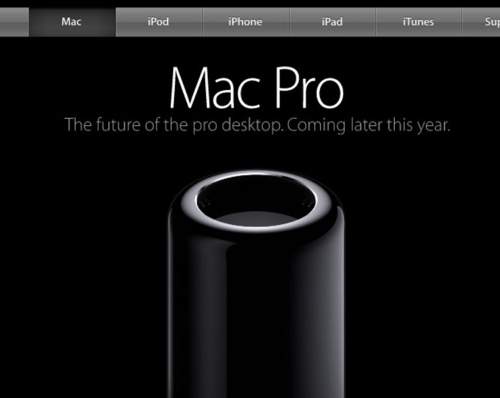 Mac iPod iPhone iPad iTunes
Mac Pro
The future of the pro desktop. Coming later this year.